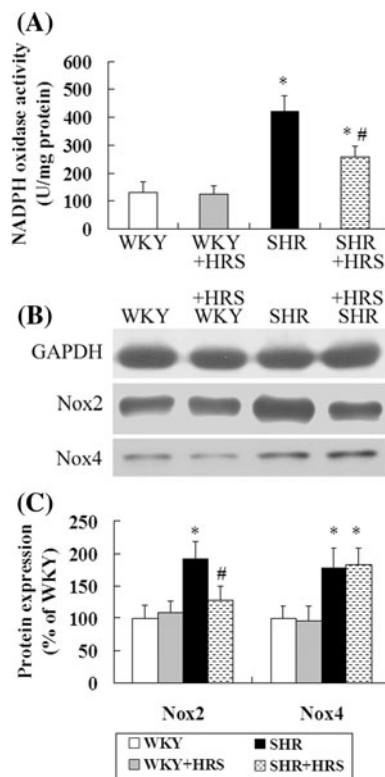 (A)
NADPH oxidase activity
(U/mg protein)
600
500
400
300
200
100
0
*
* #
WKY WKY +HRS SHR SHR +HRS
(B)
WKY +HRS WKY SHR +HRS SHR
GAPDH
Nox2
Nox4
(C)
Protein expression
(% of WKY)
250
200
150
100
50
0
*
#
* *
Nox2 Nox4
WKY SHR
WKY+HRS SHR+HRS